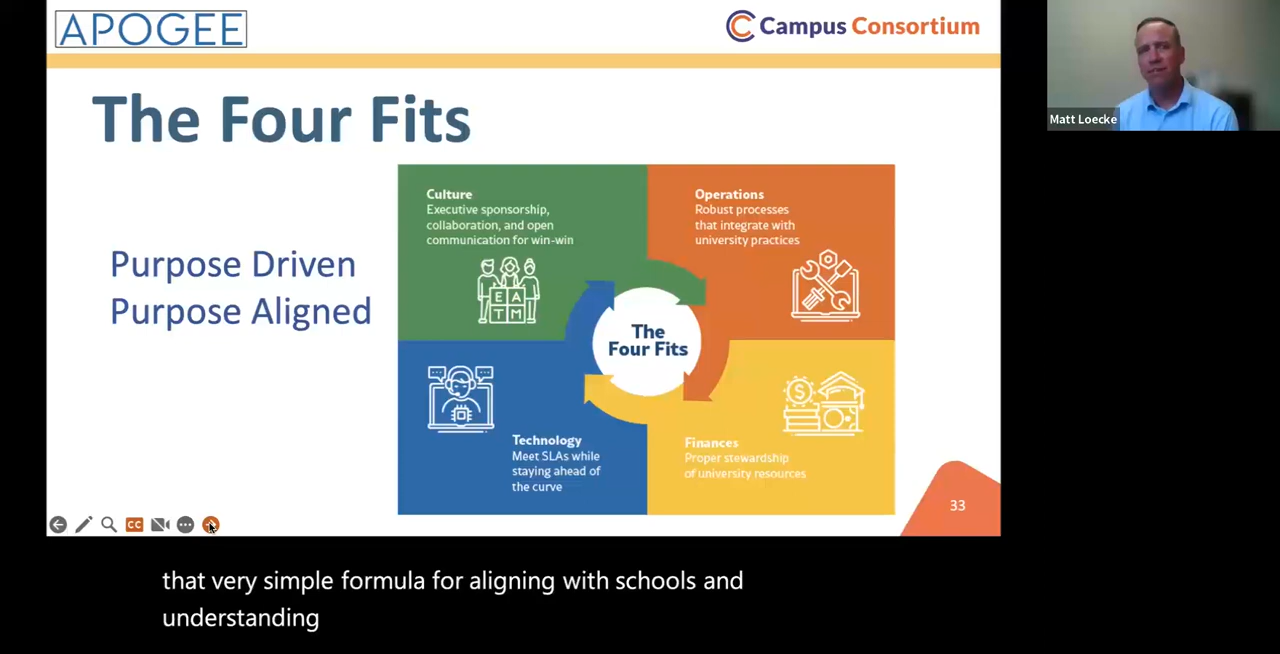 APOGEE
Campus Consortium
Matt Loecke
The Four Fits
Purpose Driven
Purpose Aligned
Culture
Executive sponsorship,
collaboration, and open
communication for win-win
Operations
Robust processes
that integrate with
university practices
TEAM
The
Four Fits
Technology
Meet SLAs while
staying ahead of
the curve
Finances
Proper stewardship
of university resources
$
33
CC
that very simple formula for aligning with schools and
understanding